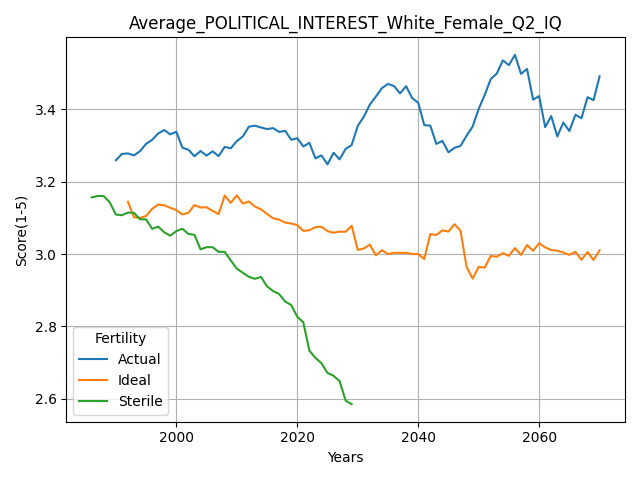 Average_POLITICAL_INTEREST_White_Female_Q2_IQ
Score(1-5)
3.4
3.2
3.0
2.8
2.6
Fertility
Actual
Ideal
Sterile
2000
2020
2040
2060
Years